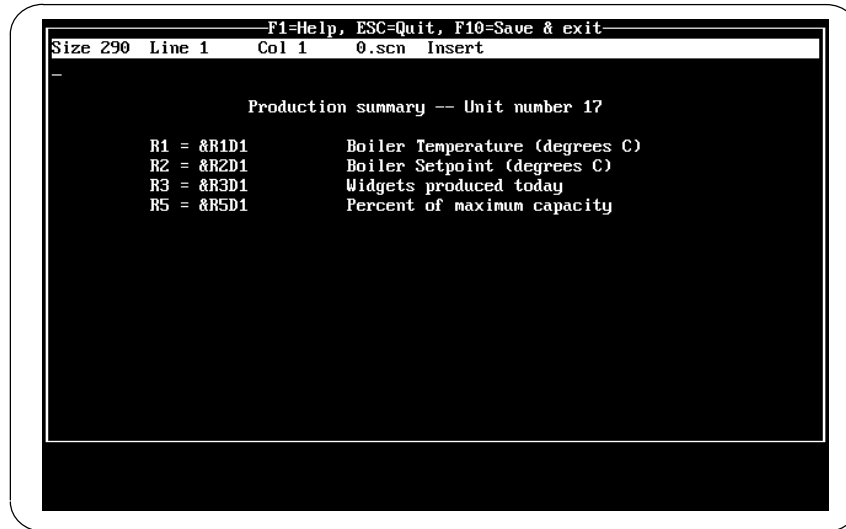 F1=Help, ESC=Quit, F10=Save & exit
Size 290 Line 1 Col 1 0.scn Insert
Production summary -- Unit number 17
R1 = &R1D1 Boiler Temperature (degrees C)
R2 = &R2D1 Boiler Setpoint (degrees C)
R3 = &R3D1 Widgets produced today
R5 = &R5D1 Percent of maximum capacity